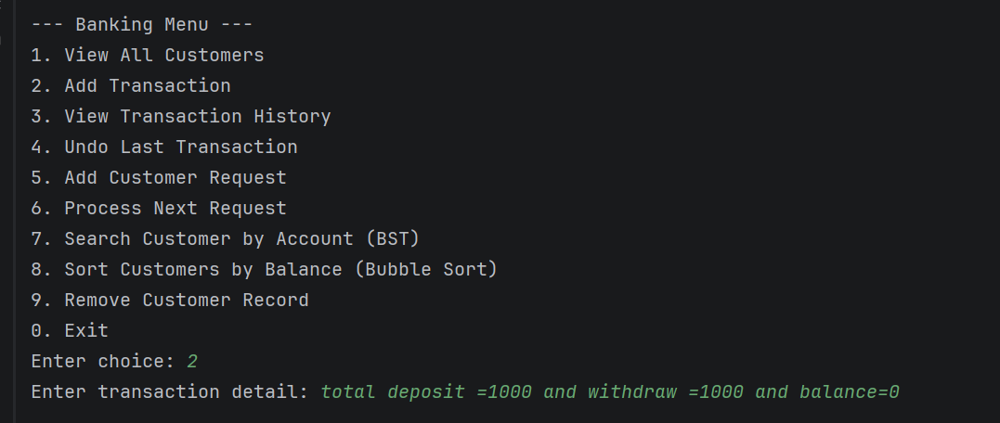 --- Banking Menu ---
1. View All Customers
2. Add Transaction
3. View Transaction History
4. Undo Last Transaction
5. Add Customer Request
6. Process Next Request
7. Search Customer by Account (BST)
8. Sort Customers by Balance (Bubble Sort)
9. Remove Customer Record
0. Exit
Enter choice: 2
Enter transaction detail: total deposit =1000 and withdraw =1000 and balance=0